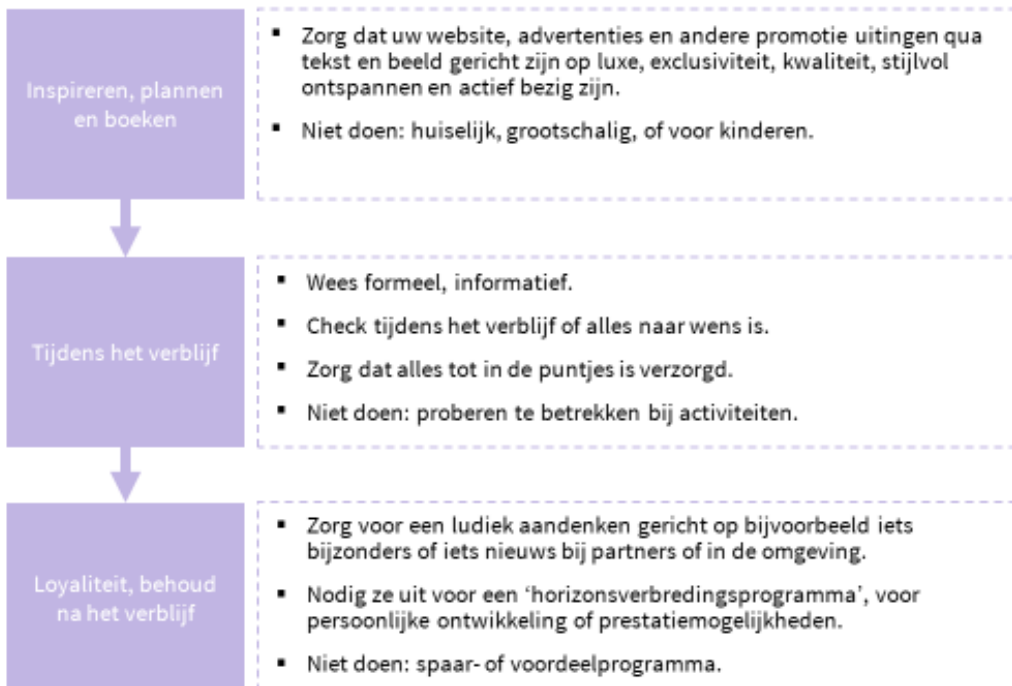 Inspireren, plannen
en boeken
▪ Zorg dat uw website, advertenties en andere promotie uitingen qua
tekst en beeld gericht zijn op luxe, exclusiviteit, kwaliteit, stijlvol
ontspannen en actief bezig zijn.
▪ Niet doen: huiselijk, grootschalig, of voor kinderen.
Tijdens het verblijf
▪ Wees formeel, informatief.
▪ Check tijdens het verblijf of alles naar wens is.
▪ Zorg dat alles tot in de puntjes is verzorgd.
▪ Niet doen: proberen te betrekken bij activiteiten.
Loyaliteit, behoud
na het verblijf
▪ Zorg voor een ludiek aandenken gericht op bijvoorbeeld iets
bijzonders of iets nieuws bij partners of in de omgeving.
▪ Nodig ze uit voor een ‘horizonsverbredingsprogramma’, voor
persoonlijke ontwikkeling of prestatiemogelijkheden.
▪ Niet doen: spaar- of voordeelprogramma.